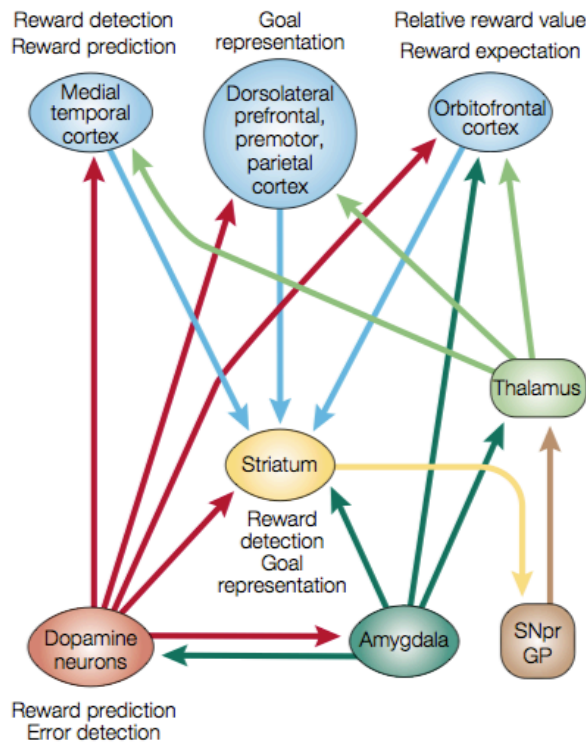 Reward detection
Reward prediction
Goal
representation
Relative reward value
Reward expectation
Medial
temporal
cortex
Dorsolateral
prefrontal,
premotor,
parietal
cortex
Orbitofrontal
cortex
Thalamus
Striatum
Reward
detection
Goal
representation
Dopamine
neurons
Amygdala
SNpr
GP
Reward prediction
Error detection